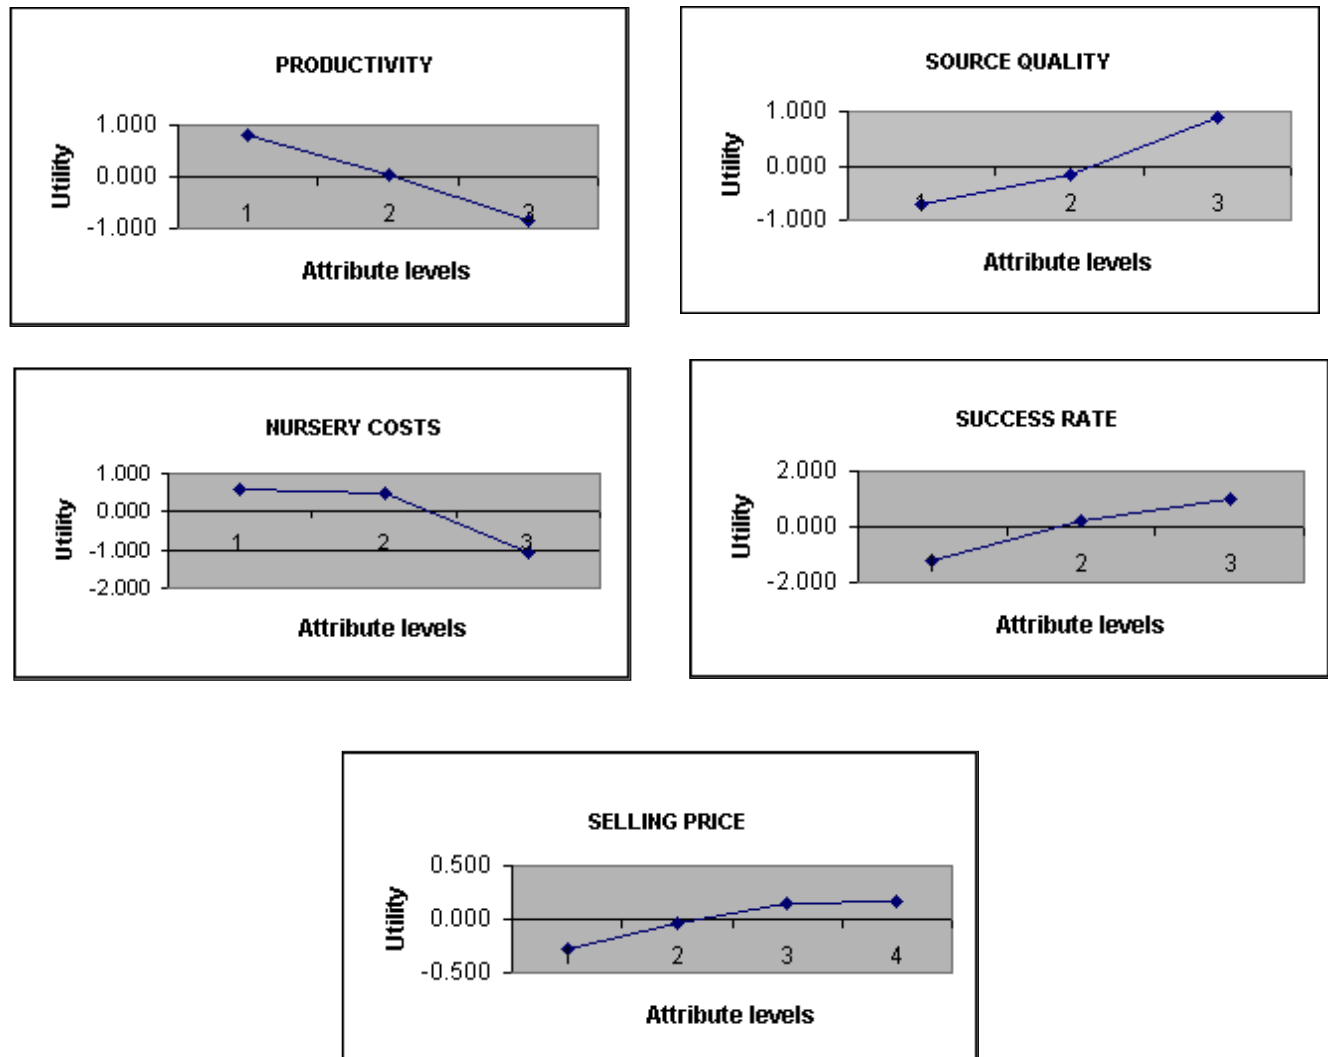 PRODUCTIVITY
1.000
0.000
-1.000
Utility
1 2 3
Attribute levels
SOURCE QUALITY
1.000
0.000
-1.000
Utility
1 2 3
Attribute levels
NURSERY COSTS
1.000
0.000
-1.000
-2.000
Utility
1 2 3
Attribute levels
SUCCESS RATE
2.000
0.000
-2.000
Utility
1 2 3
Attribute levels
SELLING PRICE
0.500
0.000
-0.500
Utility
1 2 3 4
Attribute levels